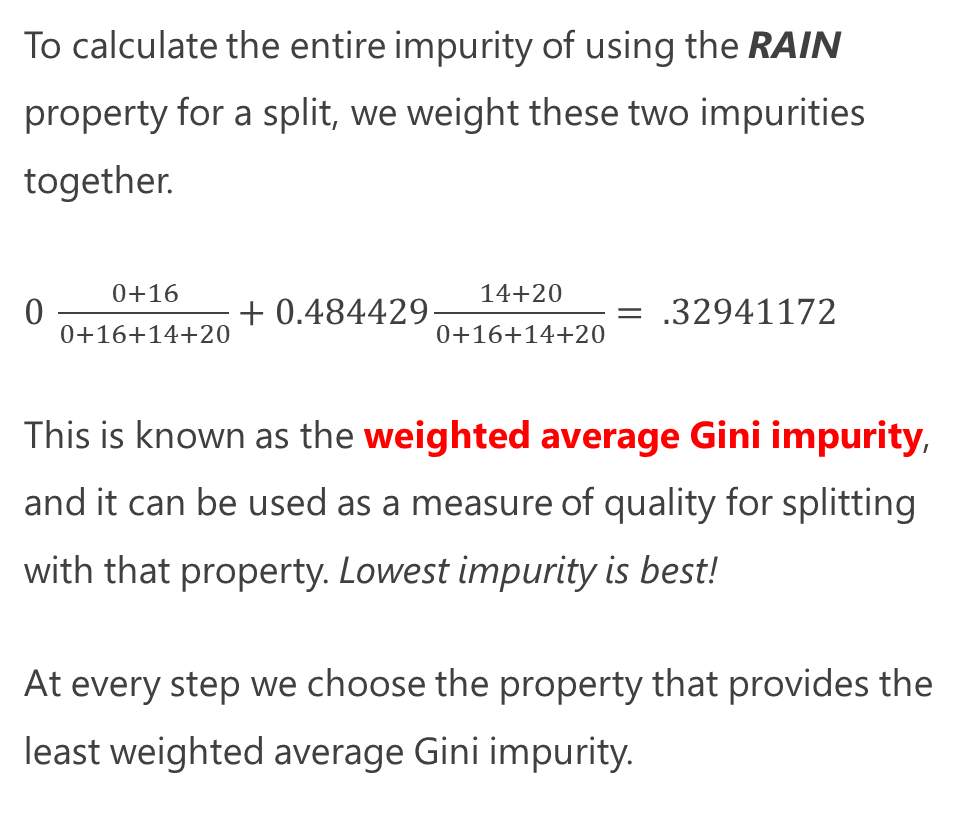 To calculate the entire impurity of using the RAIN
property for a split, we weight these two impurities
together.
0 (0+16)/(0+16+14+20) + 0.484429 (14+20)/(0+16+14+20) = .32941172
This is known as the weighted average Gini impurity,
and it can be used as a measure of quality for splitting
with that property. Lowest impurity is best!
At every step we choose the property that provides the
least weighted average Gini impurity.